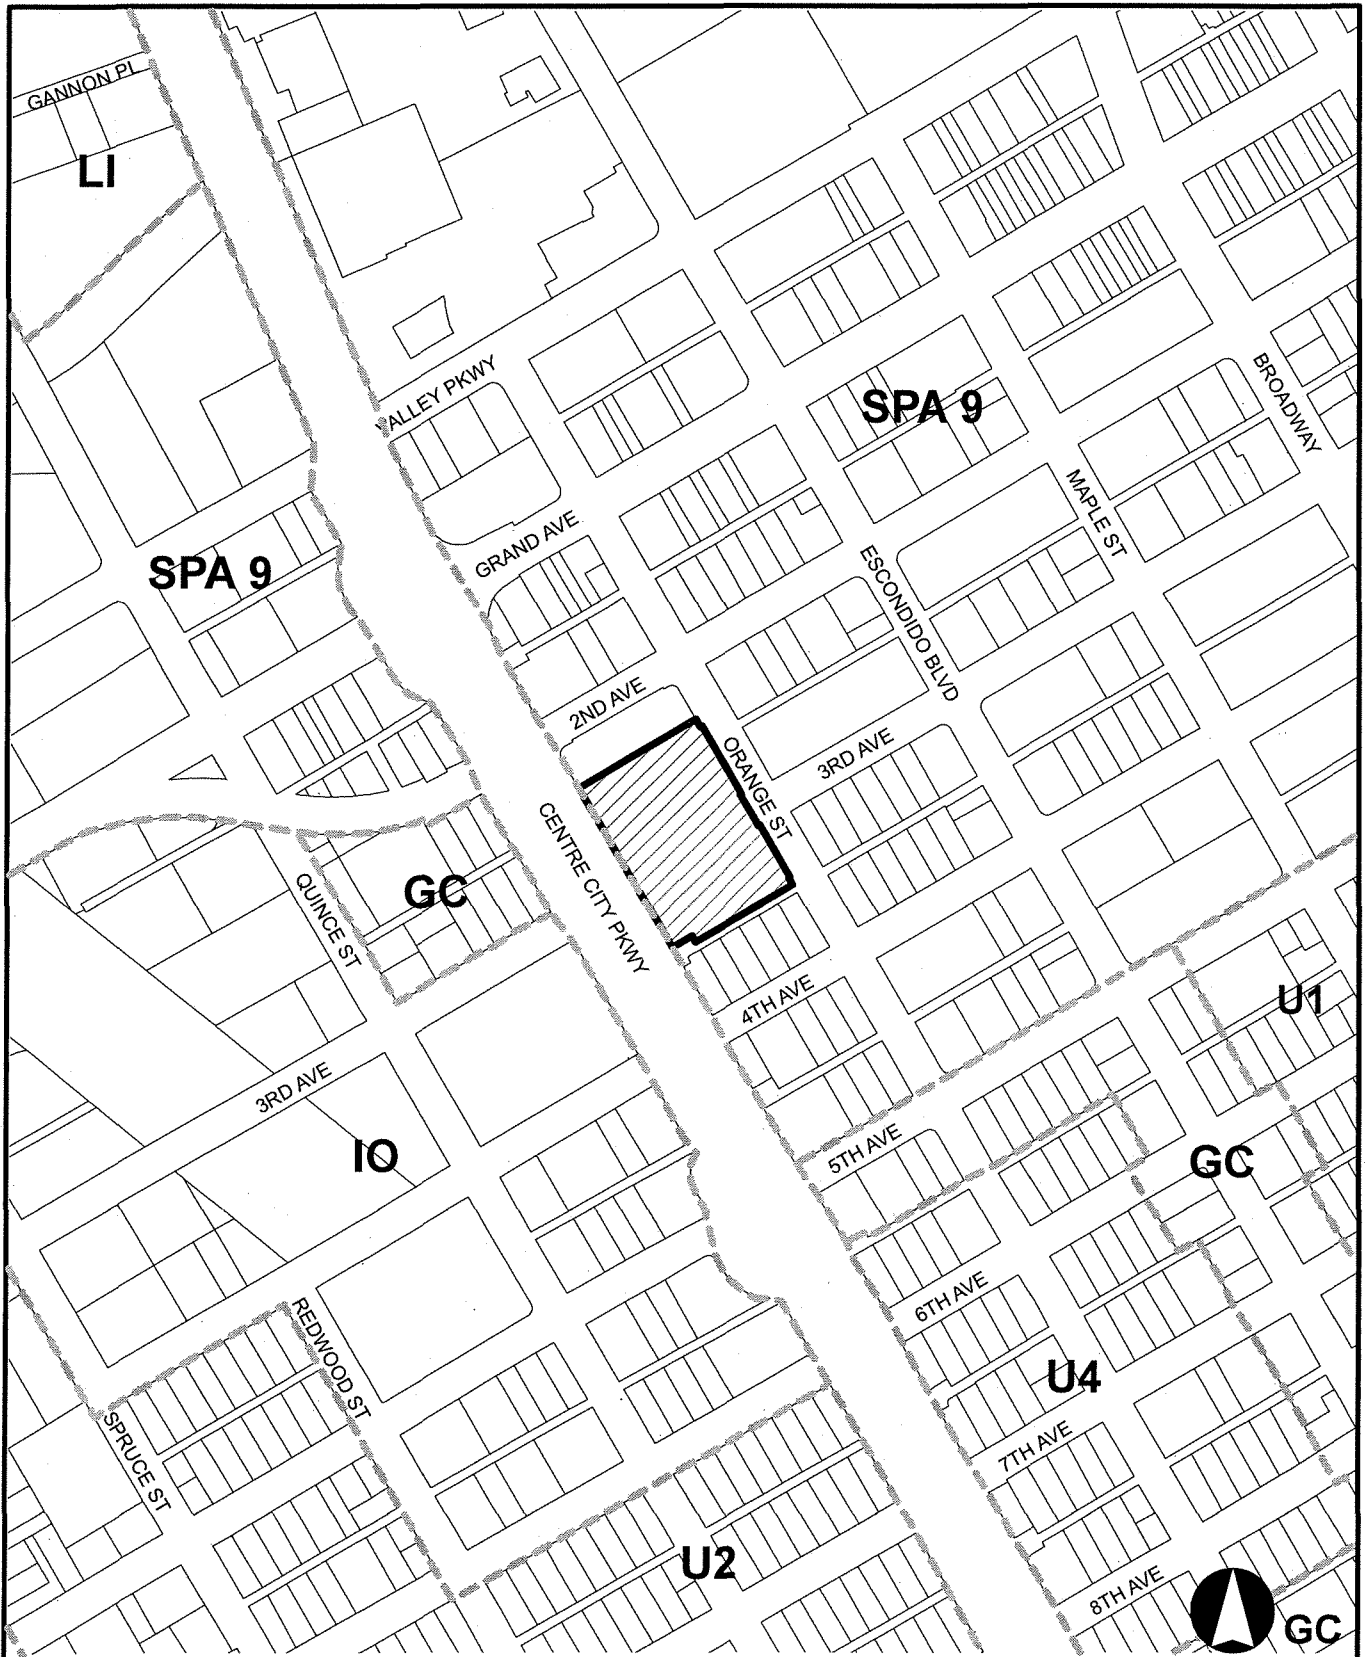 GANNON PL
LI
VALLEY PKWY
SPA 9
BROADWAY
MAPLE ST
GRAND AVE
SPA 9
ESCONDIDO BLVD
2ND AVE
ORANGE ST
3RD AVE
CENTRE CITY PKWY
GC
QUINCE ST
4TH AVE
U1
3RD AVE
IO
5TH AVE
GC
6TH AVE
REDWOOD ST
U4
SPRUCE ST
7TH AVE
U2
8TH AVE
GC